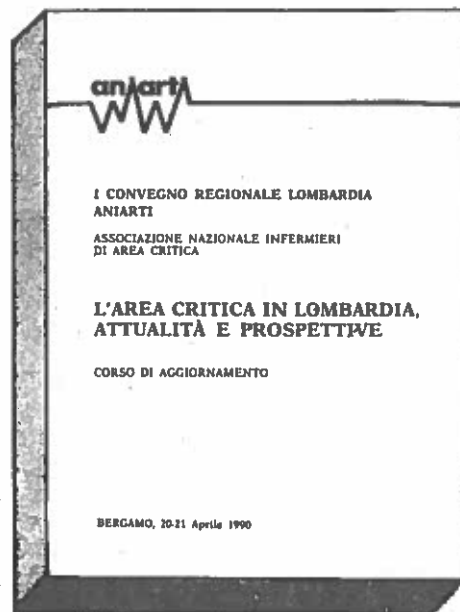 aniarti
I CONVEGNO REGIONALE LOMBARDIA
ANIARTI
ASSOCIAZIONE NAZIONALE INFERMIERI
DI AREA CRITICA
L'AREA CRITICA IN LOMBARDIA,
ATTUALITÀ E PROSPETTIVE
CORSO DI AGGIORNAMENTO
BERGAMO, 20-21 Aprile 1990